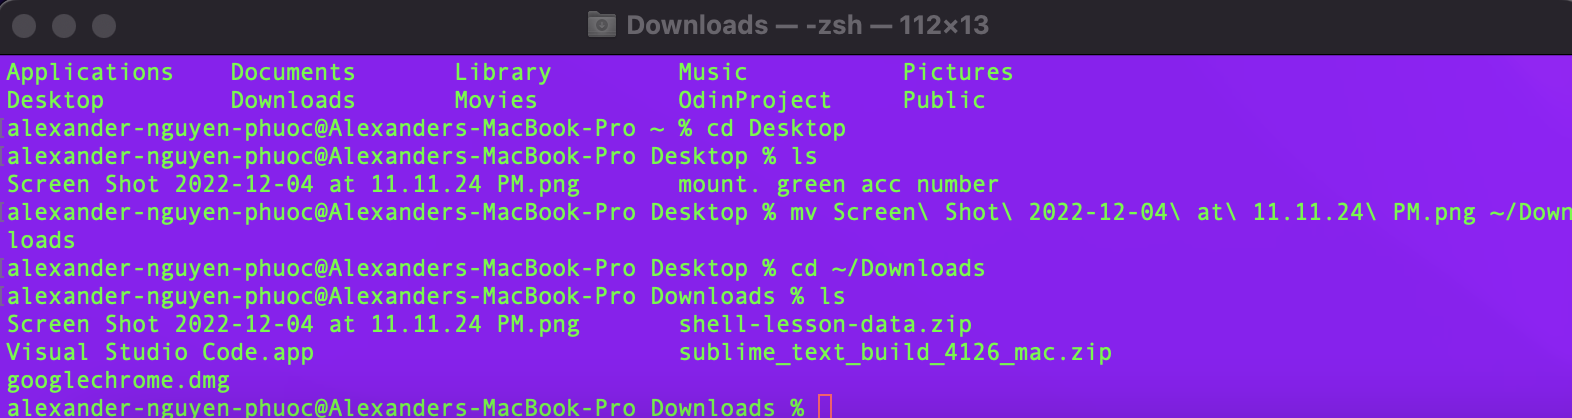 Downloads — -zsh — 112×13
Applications    Documents       Library         Music           Pictures
Desktop         Downloads       Movies          OdinProject     Public
alexander-nguyen-phuoc@Alexanders-MacBook-Pro ~ % cd Desktop
alexander-nguyen-phuoc@Alexanders-MacBook-Pro Desktop % ls
Screen Shot 2022-12-04 at 11.11.24 PM.png       mount. green acc number
alexander-nguyen-phuoc@Alexanders-MacBook-Pro Desktop % mv Screen\ Shot\ 2022-12-04\ at\ 11.11.24\ PM.png ~/Down
loads
alexander-nguyen-phuoc@Alexanders-MacBook-Pro Desktop % cd ~/Downloads
alexander-nguyen-phuoc@Alexanders-MacBook-Pro Downloads % ls
Screen Shot 2022-12-04 at 11.11.24 PM.png       shell-lesson-data.zip
Visual Studio Code.app                          sublime_text_build_4126_mac.zip
googlechrome.dmg
alexander-nguyen-phuoc@Alexanders-MacBook-Pro Downloads %